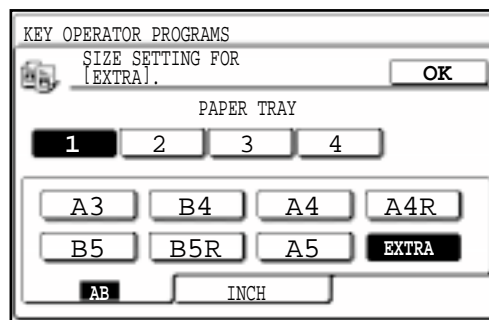 KEY OPERATOR PROGRAMS
SIZE SETTING FOR
[EXTRA].
OK
PAPER TRAY
1 2 3 4
A3 B4 A4 A4R
B5 B5R A5 EXTRA
AB INCH